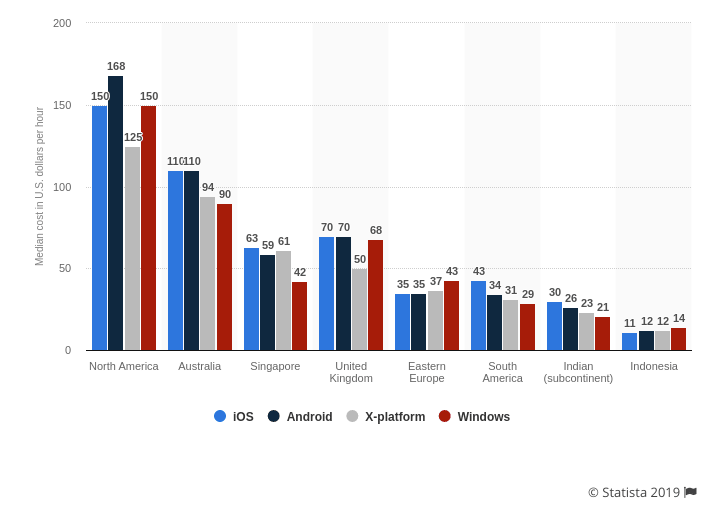 200
150
100
50
0
Median cost in U.S. dollars per hour
150 168 125 150
110 110 94 90
63 59 61 42
70 70 50 68
35 35 37 43
43 34 31 29
30 26 23 21
11 12 12 14
North America
Australia
Singapore
United
Kingdom
Eastern
Europe
South
America
Indian
(subcontinent)
Indonesia
iOS Android X-platform Windows
© Statista 2019